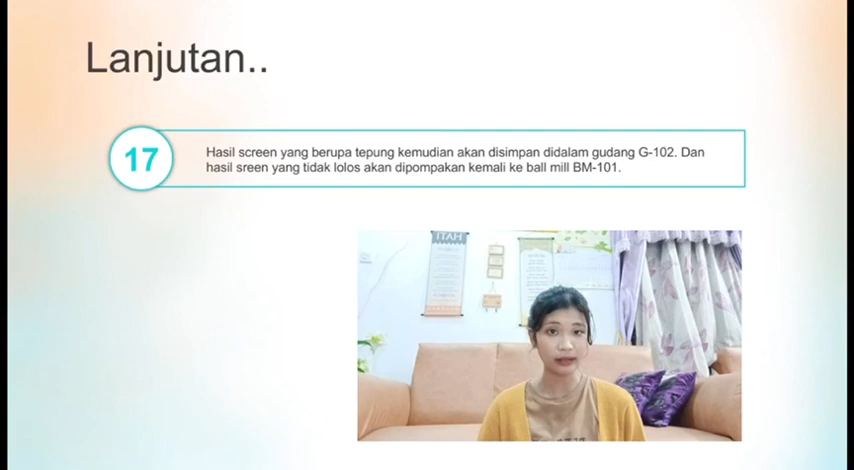 Lanjutan..
17
Hasil screen yang berupa tepung kemudian akan disimpan didalam gudang G-102. Dan
hasil sreen yang tidak lolos akan dipompakan kemali ke ball mill BM-101.
HATI